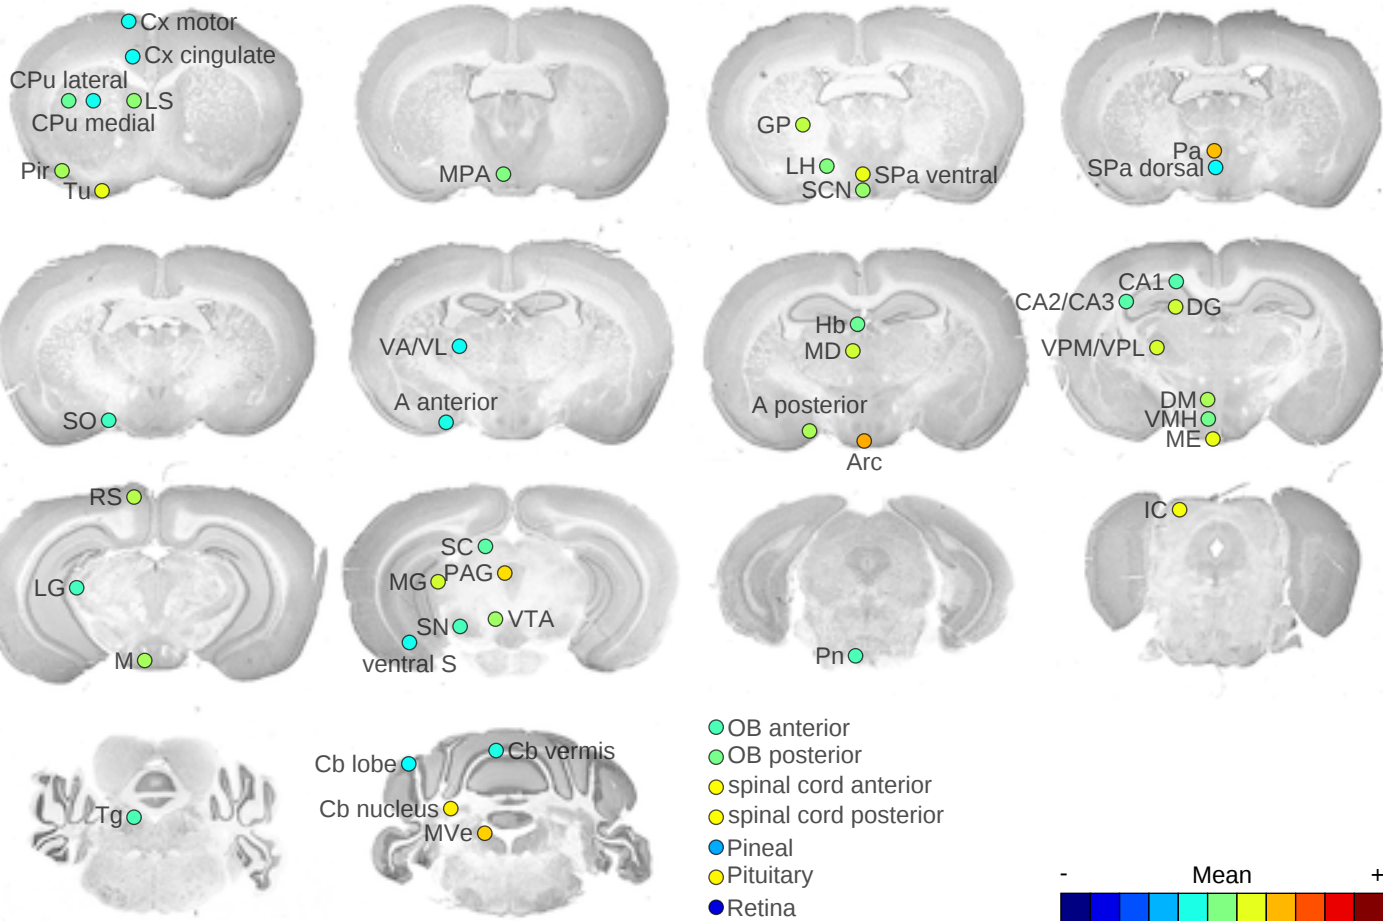 Cx motor
Cx cingulate
CPu lateral
LS
CPu medial
Pir
Tu
MPA
GP
LH
SPa ventral
SCN
Pa
SPa dorsal
SO
VA/VL
A anterior
Hb
MD
A posterior
Arc
CA1
CA2/CA3
DG
VPM/VPL
DM
VMH
ME
RS
LG
M
SC
PAG
MG
VTA
SN
ventral S
Pn
IC
Tg
Cb lobe
Cb vermis
Cb nucleus
MVe
OB anterior
OB posterior
spinal cord anterior
spinal cord posterior
Pineal
Pituitary
Retina
- Mean +